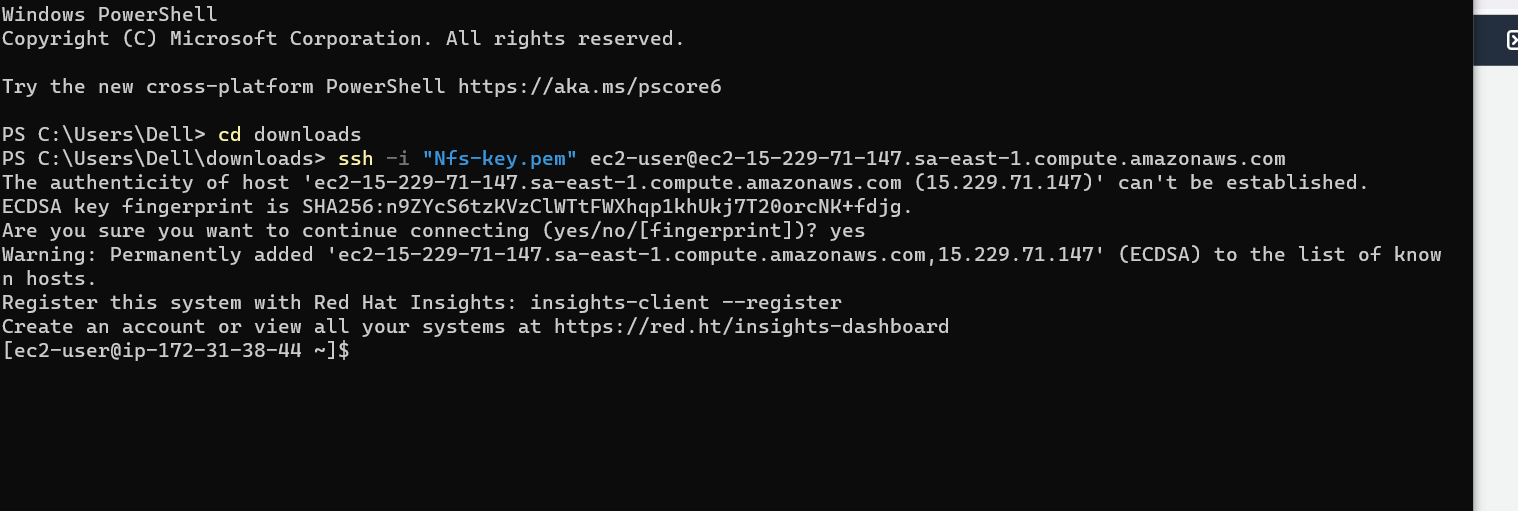 Windows PowerShell
Copyright (C) Microsoft Corporation. All rights reserved.
Try the new cross-platform PowerShell https://aka.ms/pscore6
PS C:\Users\Dell> cd downloads
PS C:\Users\Dell\downloads> ssh -i "Nfs-key.pem" ec2-user@ec2-15-229-71-147.sa-east-1.compute.amazonaws.com
The authenticity of host 'ec2-15-229-71-147.sa-east-1.compute.amazonaws.com (15.229.71.147)' can't be established.
ECDSA key fingerprint is SHA256:n9ZYcS6tzKVzClWTtFWXhqp1khUkj7T20orcNK+fdjg.
Are you sure you want to continue connecting (yes/no/[fingerprint])? yes
Warning: Permanently added 'ec2-15-229-71-147.sa-east-1.compute.amazonaws.com,15.229.71.147' (ECDSA) to the list of know
n hosts.
Register this system with Red Hat Insights: insights-client --register
Create an account or view all your systems at https://red.ht/insights-dashboard
[ec2-user@ip-172-31-38-44 ~]$